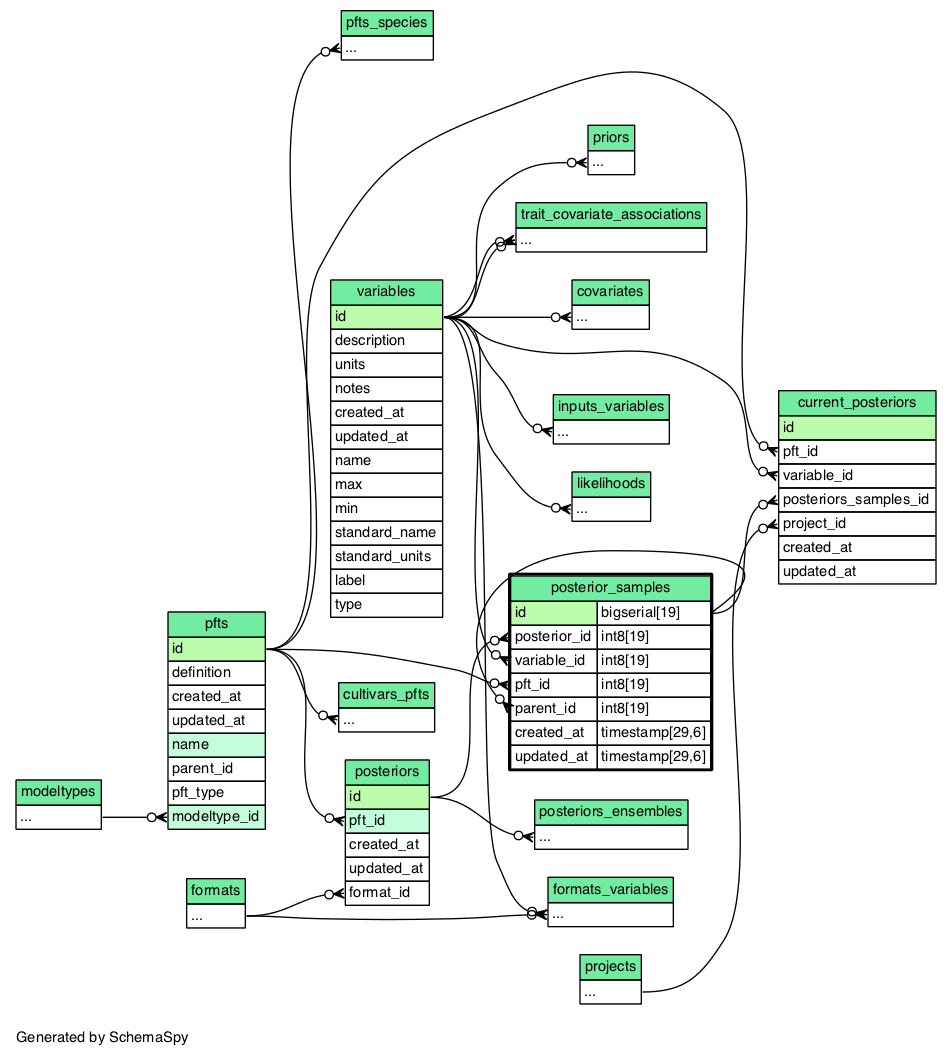 pfts_species
...
priors
...
trait_covariate_associations
...
variables
id
description
units
notes
created_at
updated_at
name
max
min
standard_name
standard_units
label
type
covariates
...
inputs_variables
...
likelihoods
...
current_posteriors
id
pft_id
variable_id
posteriors_samples_id
project_id
created_at
updated_at
posterior_samples
id bigserial[19]
posterior_id int8[19]
variable_id int8[19]
pft_id int8[19]
parent_id int8[19]
created_at timestamp[29,6]
updated_at timestamp[29,6]
pfts
id
definition
created_at
updated_at
name
parent_id
pft_type
modeltype_id
cultivars_pfts
...
modeltypes
...
posteriors
id
pft_id
created_at
updated_at
format_id
posteriors_ensembles
...
formats
...
formats_variables
...
projects
...
Generated by SchemaSpy